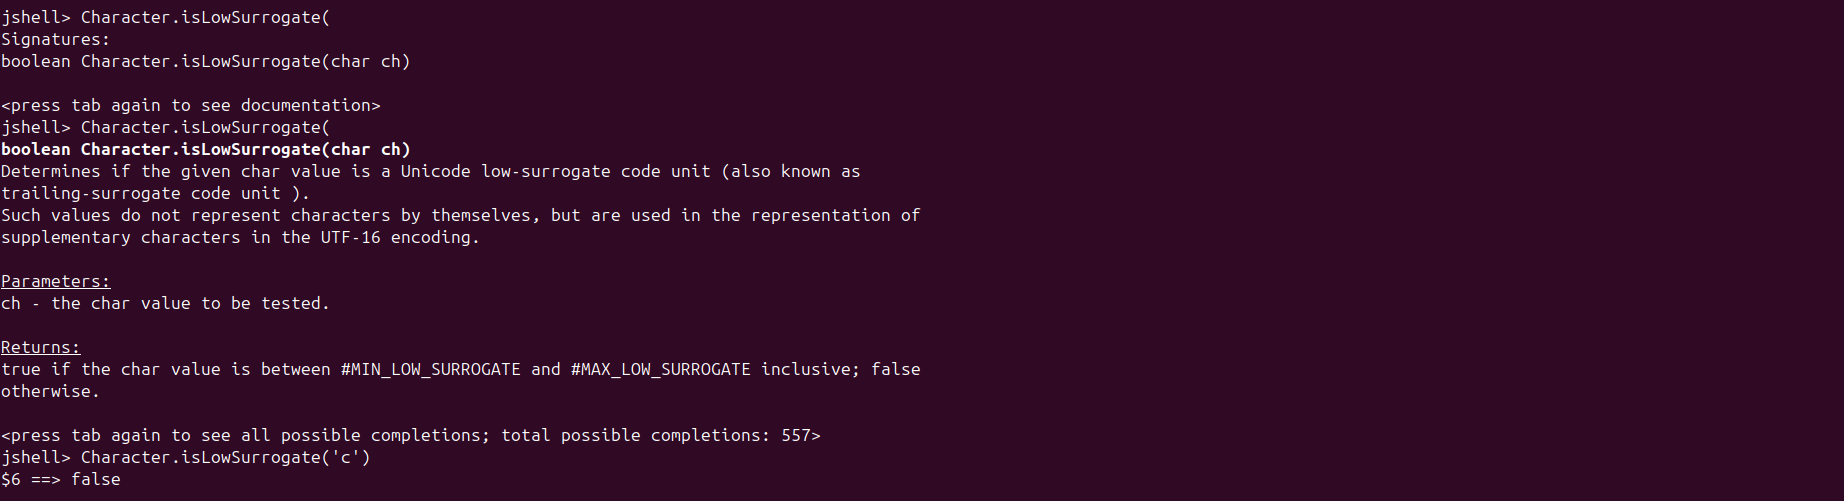 jshell> Character.isLowSurrogate(
Signatures:
boolean Character.isLowSurrogate(char ch)

<press tab again to see documentation>
jshell> Character.isLowSurrogate(
boolean Character.isLowSurrogate(char ch)
Determines if the given char value is a Unicode low-surrogate code unit (also known as
trailing-surrogate code unit ).
Such values do not represent characters by themselves, but are used in the representation of
supplementary characters in the UTF-16 encoding.

Parameters:
ch - the char value to be tested.

Returns:
true if the char value is between #MIN_LOW_SURROGATE and #MAX_LOW_SURROGATE inclusive; false
otherwise.

<press tab again to see all possible completions; total possible completions: 557>
jshell> Character.isLowSurrogate('c')
$6 ==> false